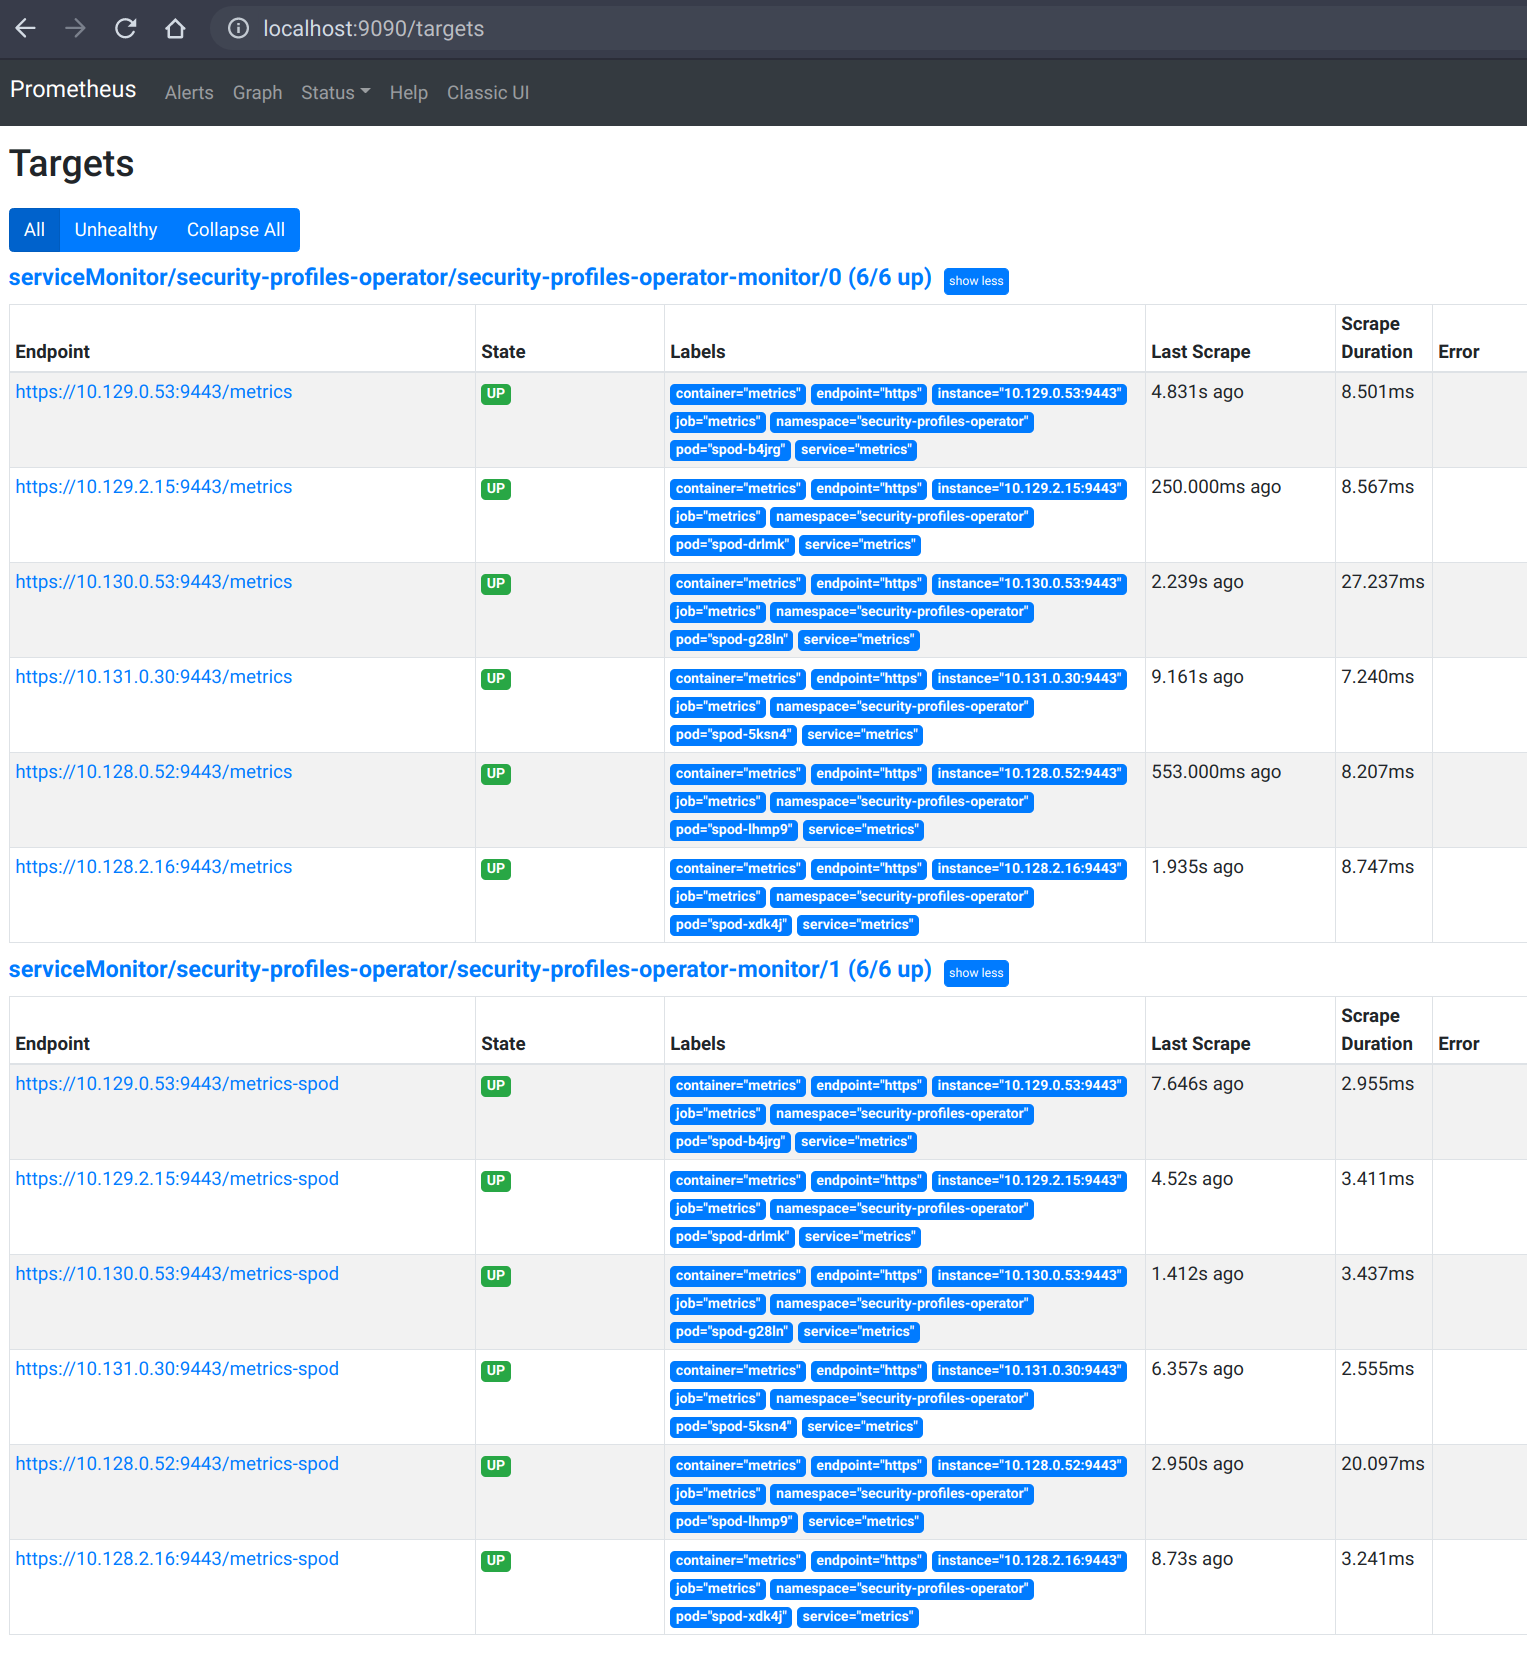 localhost:9090/targets
Prometheus Alerts Graph Status Help Classic UI
Targets
All Unhealthy Collapse All
serviceMonitor/security-profiles-operator/security-profiles-operator-monitor/0 (6/6 up) show less
Endpoint State Labels Last Scrape Scrape Duration Error
https://10.129.0.53:9443/metrics UP container="metrics" endpoint="https" instance="10.129.0.53:9443" 4.831s ago 8.501ms
job="metrics" namespace="security-profiles-operator"
pod="spod-b4jrg" service="metrics"
https://10.129.2.15:9443/metrics UP container="metrics" endpoint="https" instance="10.129.2.15:9443" 250.000ms ago 8.567ms
job="metrics" namespace="security-profiles-operator"
pod="spod-drlmk" service="metrics"
https://10.130.0.53:9443/metrics UP container="metrics" endpoint="https" instance="10.130.0.53:9443" 2.239s ago 27.237ms
job="metrics" namespace="security-profiles-operator"
pod="spod-g28ln" service="metrics"
https://10.131.0.30:9443/metrics UP container="metrics" endpoint="https" instance="10.131.0.30:9443" 9.161s ago 7.240ms
job="metrics" namespace="security-profiles-operator"
pod="spod-5ksn4" service="metrics"
https://10.128.0.52:9443/metrics UP container="metrics" endpoint="https" instance="10.128.0.52:9443" 553.000ms ago 8.207ms
job="metrics" namespace="security-profiles-operator"
pod="spod-lhmp9" service="metrics"
https://10.128.2.16:9443/metrics UP container="metrics" endpoint="https" instance="10.128.2.16:9443" 1.935s ago 8.747ms
job="metrics" namespace="security-profiles-operator"
pod="spod-xdk4j" service="metrics"
serviceMonitor/security-profiles-operator/security-profiles-operator-monitor/1 (6/6 up) show less
Endpoint State Labels Last Scrape Scrape Duration Error
https://10.129.0.53:9443/metrics-spod UP container="metrics" endpoint="https" instance="10.129.0.53:9443" 7.646s ago 2.955ms
job="metrics" namespace="security-profiles-operator"
pod="spod-b4jrg" service="metrics"
https://10.129.2.15:9443/metrics-spod UP container="metrics" endpoint="https" instance="10.129.2.15:9443" 4.52s ago 3.411ms
job="metrics" namespace="security-profiles-operator"
pod="spod-drlmk" service="metrics"
https://10.130.0.53:9443/metrics-spod UP container="metrics" endpoint="https" instance="10.130.0.53:9443" 1.412s ago 3.437ms
job="metrics" namespace="security-profiles-operator"
pod="spod-g28ln" service="metrics"
https://10.131.0.30:9443/metrics-spod UP container="metrics" endpoint="https" instance="10.131.0.30:9443" 6.357s ago 2.555ms
job="metrics" namespace="security-profiles-operator"
pod="spod-5ksn4" service="metrics"
https://10.128.0.52:9443/metrics-spod UP container="metrics" endpoint="https" instance="10.128.0.52:9443" 2.950s ago 20.097ms
job="metrics" namespace="security-profiles-operator"
pod="spod-lhmp9" service="metrics"
https://10.128.2.16:9443/metrics-spod UP container="metrics" endpoint="https" instance="10.128.2.16:9443" 8.73s ago 3.241ms
job="metrics" namespace="security-profiles-operator"
pod="spod-xdk4j" service="metrics"